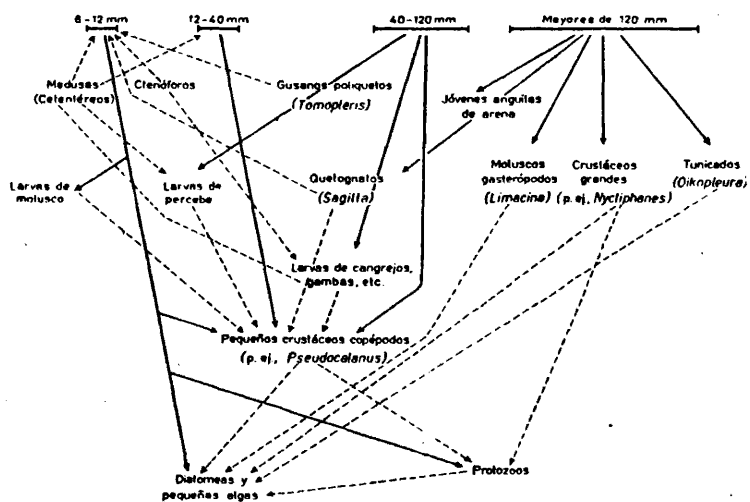 6-12 mm
12-40 mm
40-120 mm
Mayores de 120 mm
Medusas
(Celentéreos)
Ctenóforos
Gusanos poliquetos
(Tomopteris)
Jóvenes anguilas
de arena
Larvas de
molusco
Larvas de
percebe
Quetognatos
(Sagitta)
Moluscos
gasterópodos
(Limacina)
Crustáceos
grandes
(p. ej., Nyctiphanes)
Tunicados
(Oikopleura)
Larvas de cangrejos,
gambas, etc.
Pequeños crustáceos copépodos
(p. ej., Pseudocalanus)
Diatomeas y
pequeñas algas
Protozoos